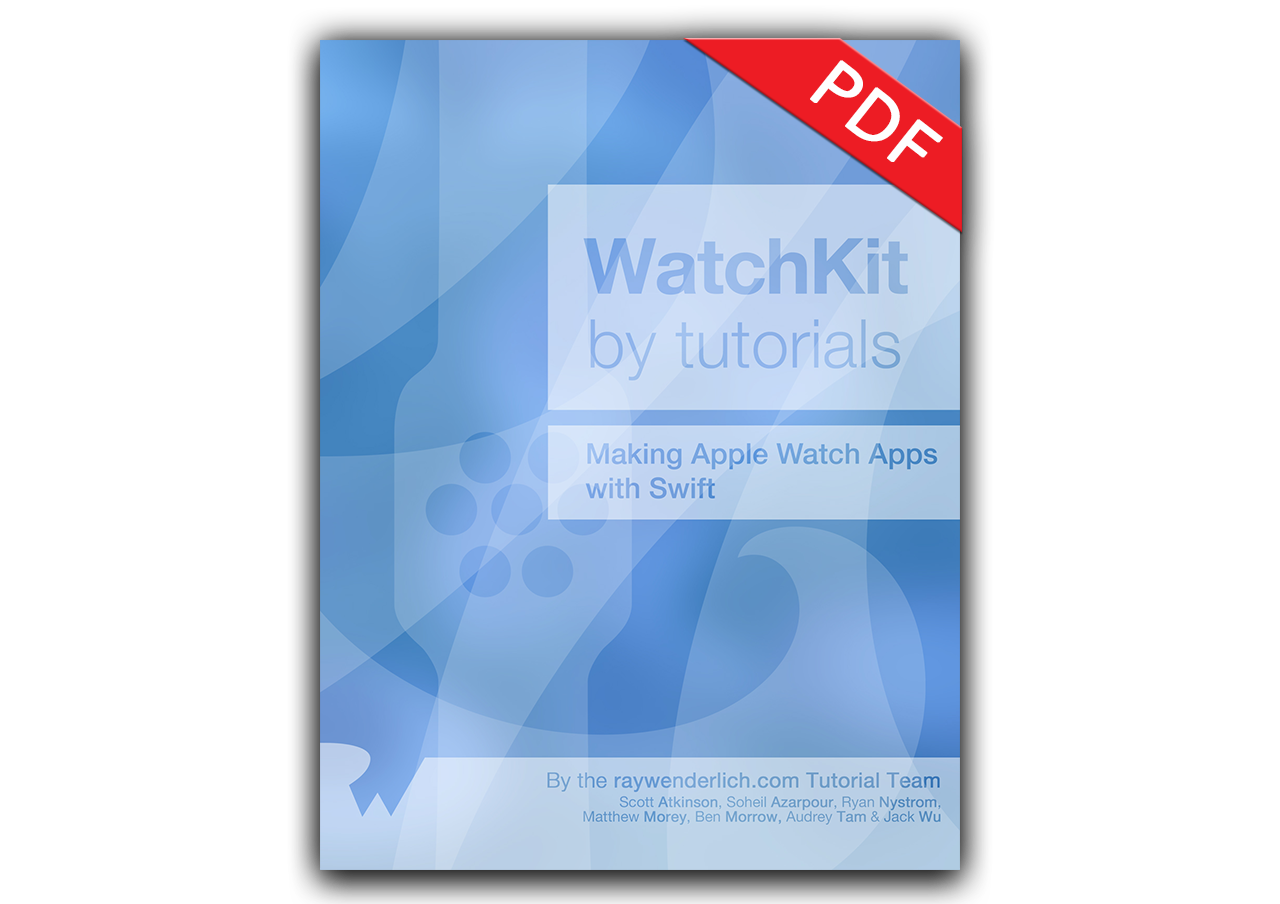 PDF
WatchKit
by tutorials
Making Apple Watch Apps
with Swift
By the raywenderlich.com Tutorial Team
Scott Atkinson, Soheil Azarpour, Ryan Nystrom,
Matthew Morey, Ben Morrow, Audrey Tam & Jack Wu